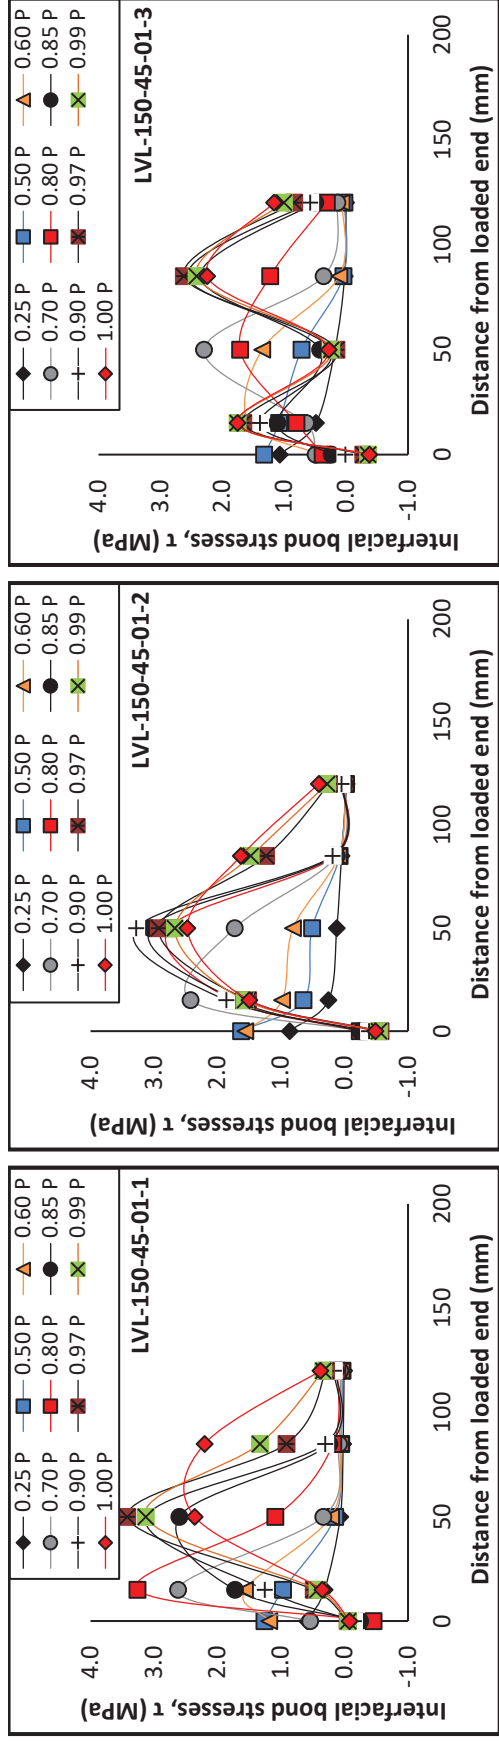 0.25 P 0.50 P 0.60 P
0.70 P 0.80 P 0.85 P
0.90 P 0.97 P 0.99 P
1.00 P
LVL-150-45-01-1
4.0
3.0
2.0
1.0
0.0
-1.0
Interfacial bond stresses, τ (MPa)
0 50 100 150 200
Distance from loaded end (mm)
0.25 P 0.50 P 0.60 P
0.70 P 0.80 P 0.85 P
0.90 P 0.97 P 0.99 P
1.00 P
LVL-150-45-01-2
4.0
3.0
2.0
1.0
0.0
-1.0
Interfacial bond stresses, τ (MPa)
0 50 100 150 200
Distance from loaded end (mm)
0.25 P 0.50 P 0.60 P
0.70 P 0.80 P 0.85 P
0.90 P 0.97 P 0.99 P
1.00 P
LVL-150-45-01-3
4.0
3.0
2.0
1.0
0.0
-1.0
Interfacial bond stresses, τ (MPa)
0 50 100 150 200
Distance from loaded end (mm)